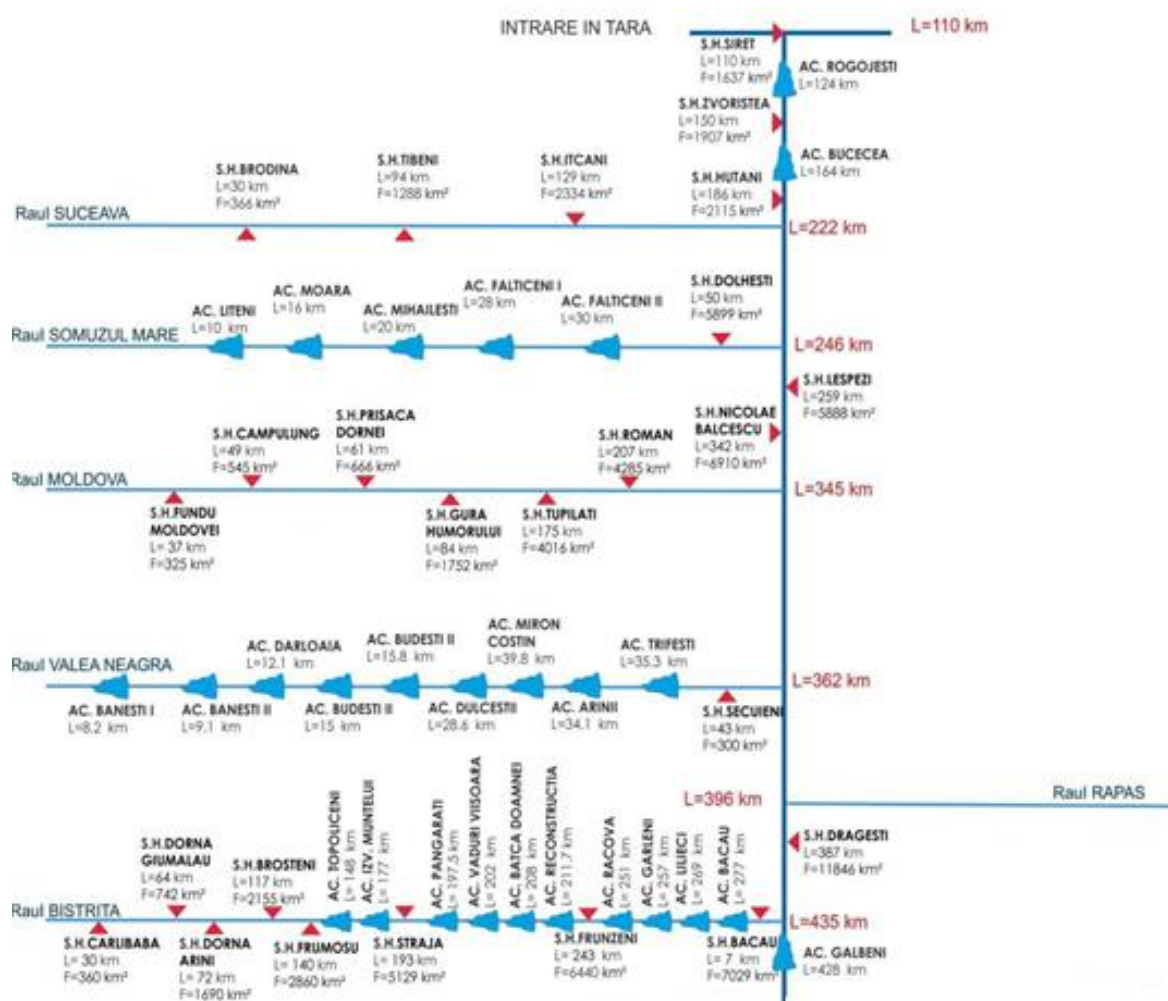 INTRARE IN TARA
L=110 km
S.H.SIRET
L=110 km
F=1637 km²
AC. ROGOJESTI
L=124 km
S.H.ZVORISTEA
L=150 km
F=1907 km²
AC. BUCECEA
L=164 km
S.H.HUTANI
L=186 km
F=2115 km²
S.H.BRODINA
L=30 km
F=366 km²
S.H.TIBENI
L=94 km
F=1288 km²
S.H.ITCANI
L=129 km
F=2334 km²
Raul SUCEAVA
L=222 km
AC. LITENI
L=10 km
AC. MOARA
L=16 km
AC. MIHAILESTI
L=20 km
AC. FALTICENI I
L=28 km
AC. FALTICENI II
L=30 km
S.H.DOLHESTI
L=50 km
F=5899 km²
Raul SOMUZUL MARE
L=246 km
S.H.LESPEZI
L=259 km
F=5888 km²
S.H.CAMPULUNG
L=49 km
F=545 km²
S.H.PRISACA
DORNEI
L=61 km
F=666 km²
S.H.ROMAN
L=207 km
F=4285 km²
S.H.NICOLAE
BALCESCU
L=342 km
F=6910 km²
Raul MOLDOVA
L=345 km
S.H.FUNDU
MOLDOVEI
L= 37 km
F=325 km²
S.H.GURA
HUMORULUI
L=84 km
F=1752 km²
S.H.TUPILATI
L=175 km
F=4016 km²
AC. DARLOAIA
L=12.1 km
AC. BUDESTI II
L=15.8 km
AC. MIRON
COSTIN
L=39.8 km
AC. TRIFESTI
L=35.3 km
Raul VALEA NEAGRA
L=362 km
AC. BANESTI I
L=8.2 km
AC. BANESTI II
L=9.1 km
AC. BUDESTI II
L=15 km
AC. DULCESTII
L=28.6 km
AC. ARINII
L=34.1 km
S.H.SECUIENI
L=43 km
F=300 km²
L=396 km
Raul RAPAS
S.H.DRAGESTI
L=387 km
F=11846 km²
S.H.DORNA
GIUMALAU
L=64 km
F=742 km²
S.H.BROSTENI
L=117 km
F=2155 km²
AC. TOPOLICENI
L= 148 km
AC. IZV. MUNTELUI
L= 177 km
AC. PANGARATI
L= 197.5 km
AC. VADURI VIISOARA
L= 202 km
AC. BATCA DOAMNEI
L= 208 km
AC. RECONSTRUCTIA
L= 211.7 km
AC. RACOVA
L= 251 km
AC. GARLENI
L= 257 km
AC. LILIECI
L= 269 km
AC. BACAU
L= 277 km
Raul BISTRITA
L=435 km
S.H.CARLIBABA
L= 30 km
F=360 km²
S.H.DORNA
ARINI
L= 72 km
F=1690 km²
S.H.FRUMOSU
L= 140 km
F=2860 km²
S.H.STRAJA
L= 193 km
F=5129 km²
S.H.FRUNZENI
L= 243 km
F=6440 km²
S.H.BACAU
L= 7 km
F=7029 km²
AC. GALBENI
L=428 km